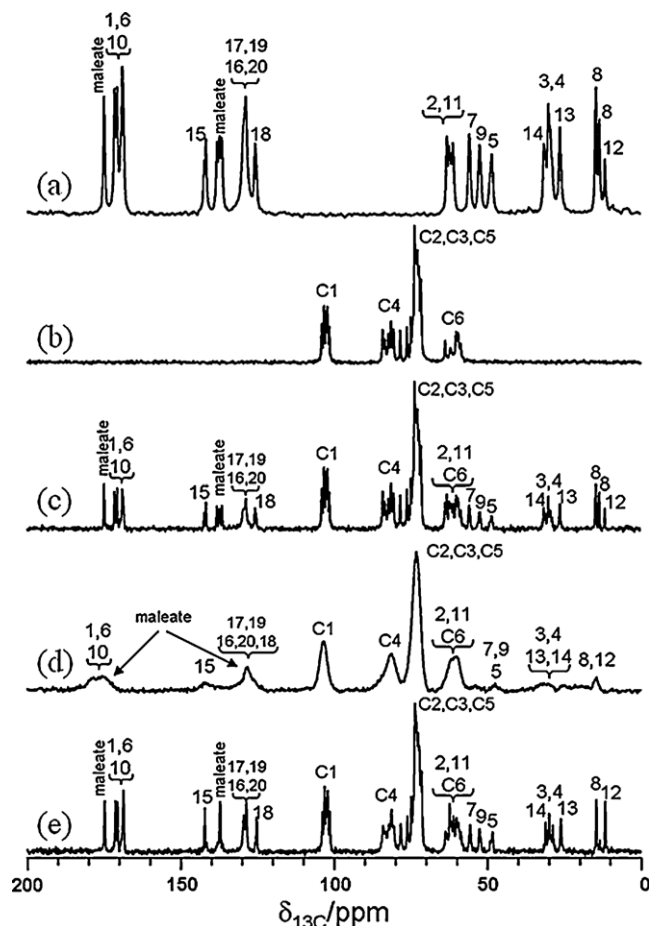 1,6
10
maleate
17,19
16,20
maleate
15
18
2,11
7
9
5
3,4
14
13
8
8
12
(a)
C2,C3,C5
C1
C4
C6
(b)
C2,C3,C5
maleate
1,6
10
15
maleate
17,19
16,20
18
C1
C4
2,11
C6
7
9
5
3,4
14
13
8
8
12
(c)
C2,C3,C5
1,6
10
maleate
15
17,19
16,20,18
C1
C4
2,11
C6
7,9
5
3,4
13,14
8,12
(d)
C2,C3,C5
maleate
1,6
10
15
maleate
17,19
16,20
18
C1
C4
2,11
C6
7
9
5
3,4
14
13
8
12
(e)
200 150 100 50 0
δ13C/ppm